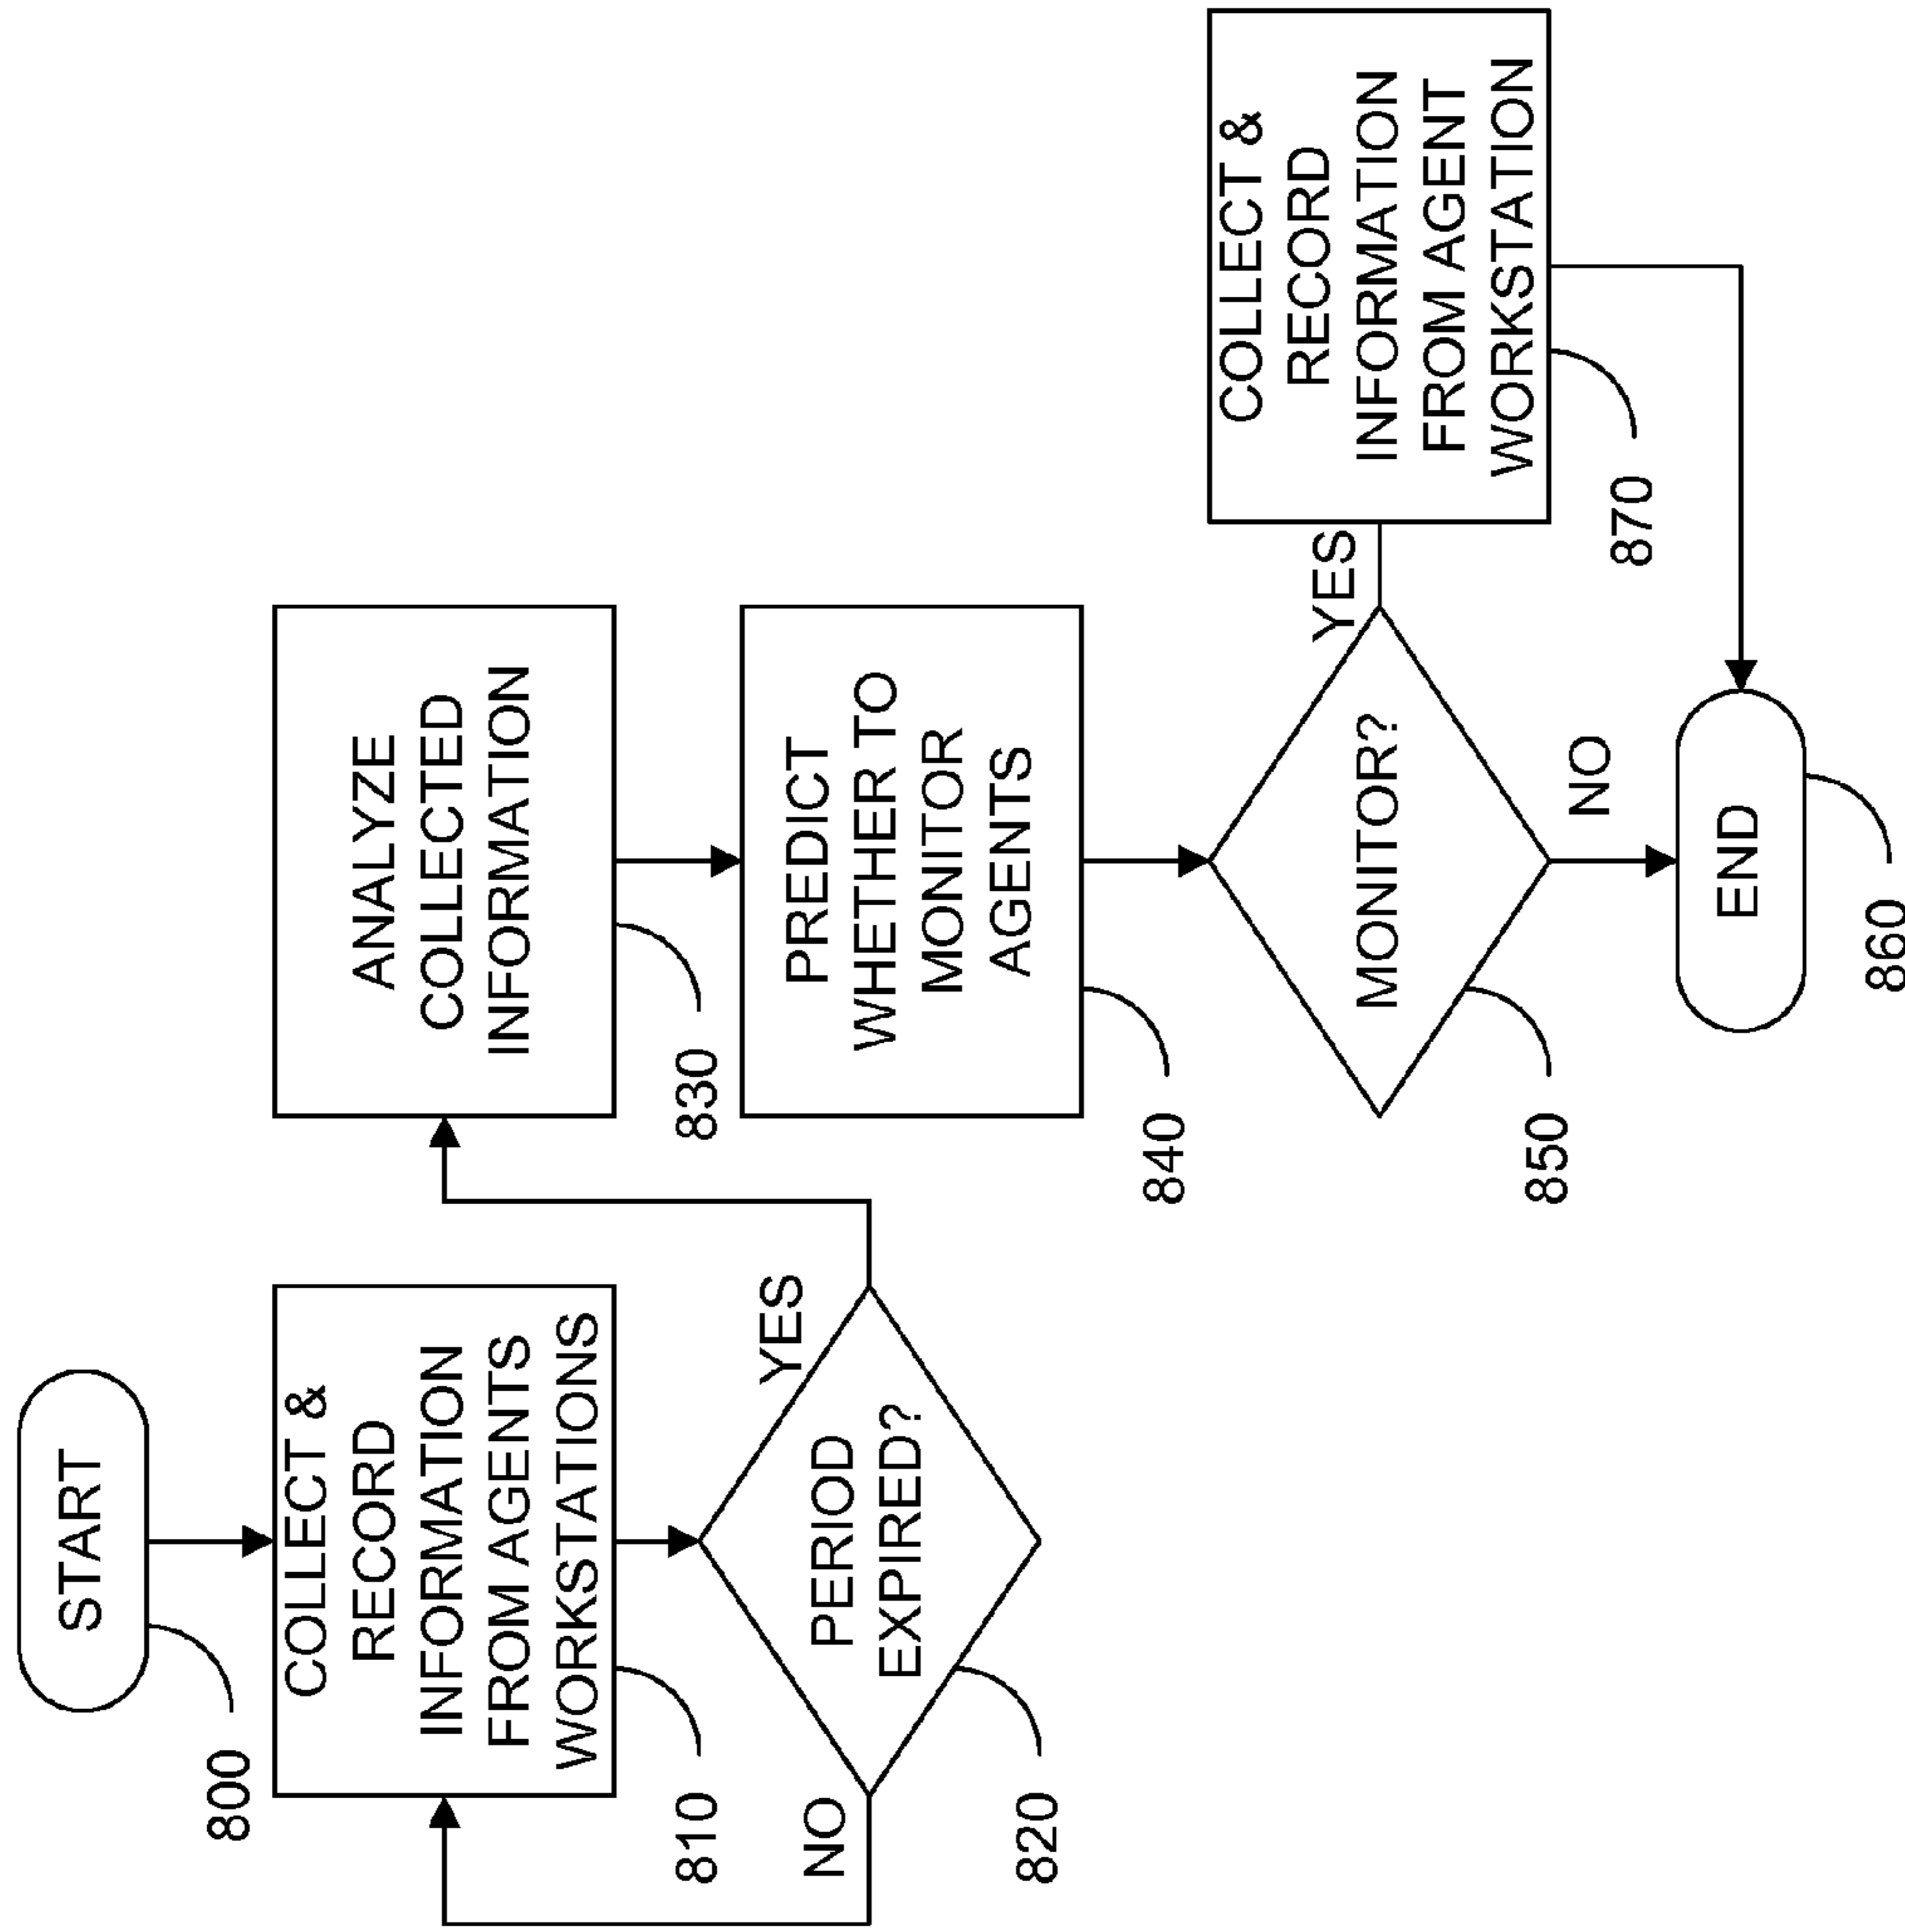 START
800
COLLECT &
RECORD
INFORMATION
FROM AGENTS
WORKSTATIONS
810
PERIOD
EXPIRED?
NO
YES
820
ANALYZE
COLLECTED
INFORMATION
830
PREDICT
WHETHER TO
MONITOR
AGENTS
840
MONITOR?
YES
NO
850
COLLECT &
RECORD
INFORMATION
FROM AGENT
WORKSTATION
870
END
860